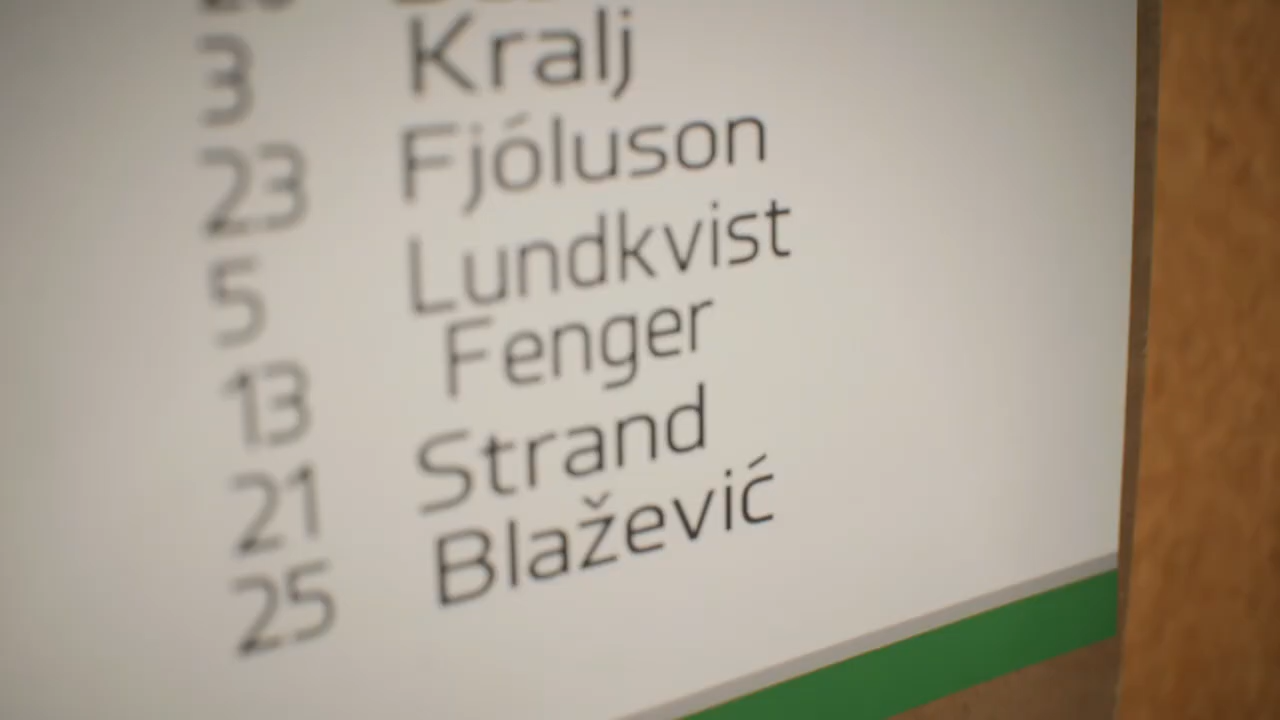 3 Kralj
23 Fjóluson
5 Lundkvist
13 Fenger
21 Strand
25 Blažević